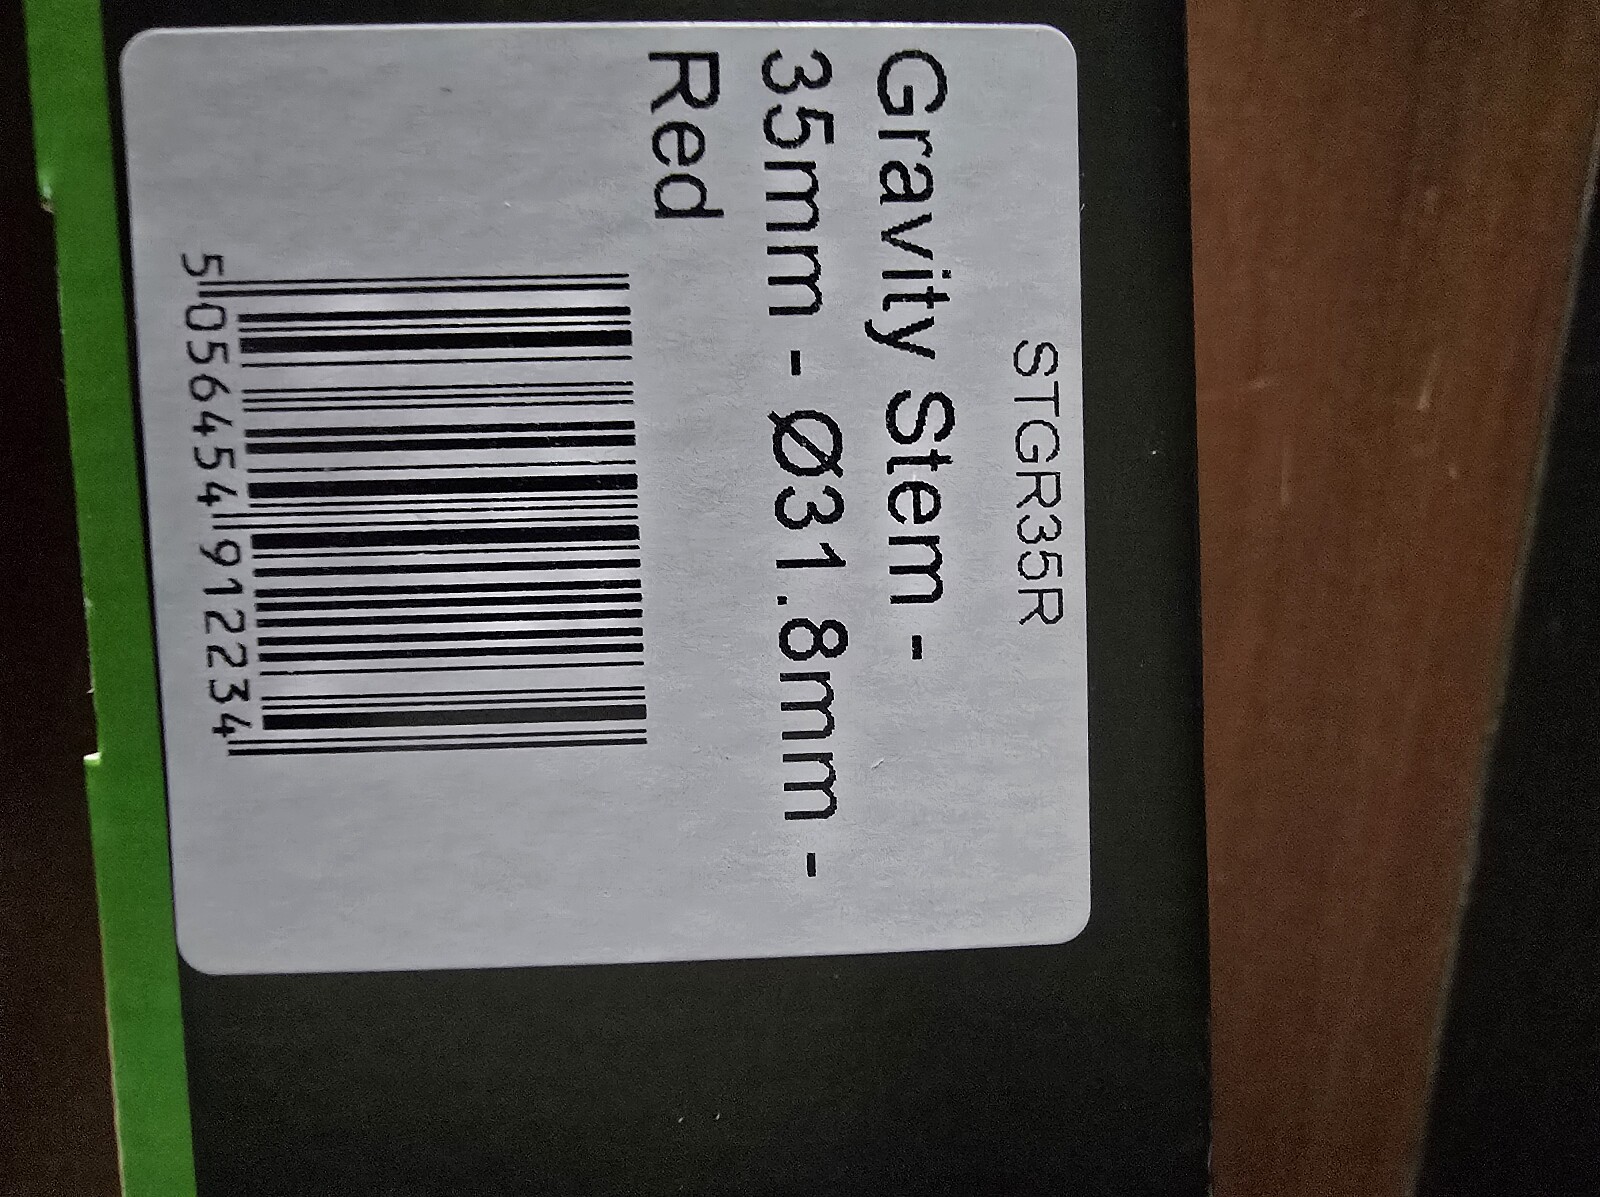 STGR35R
Gravity Stem -
35mm - Ø31.8mm -
Red
5 056454 912234